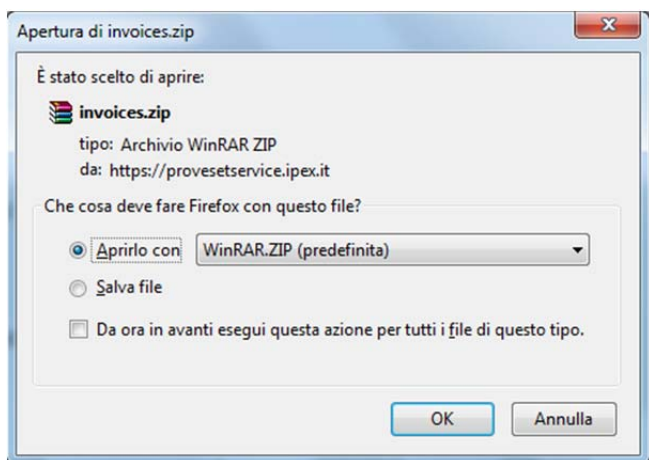 Apertura di invoices.zip
È stato scelto di aprire:
invoices.zip
tipo: Archivio WinRAR ZIP
da: https://provesetservice.ipex.it
Che cosa deve fare Firefox con questo file?
Aprirlo con WinRAR.ZIP (predefinita)
Salva file
Da ora in avanti esegui questa azione per tutti i file di questo tipo.
OK Annulla